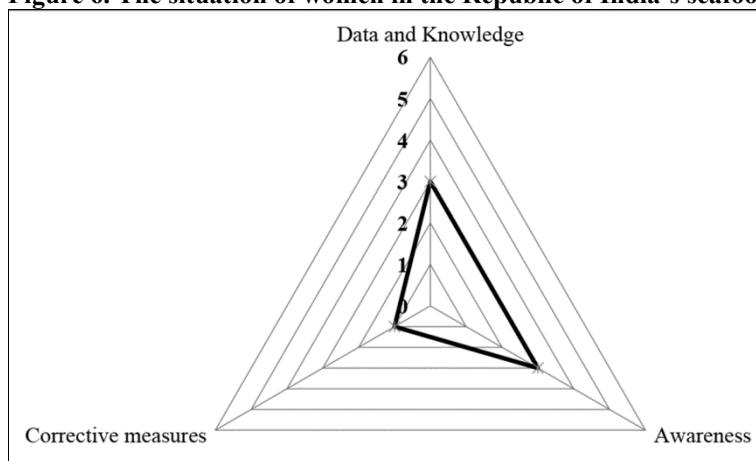 Figure 6. The situation of women in the Republic of India's seafoo
Data and Knowledge
6
5
4
3
2
1
0
Corrective measures
Awareness